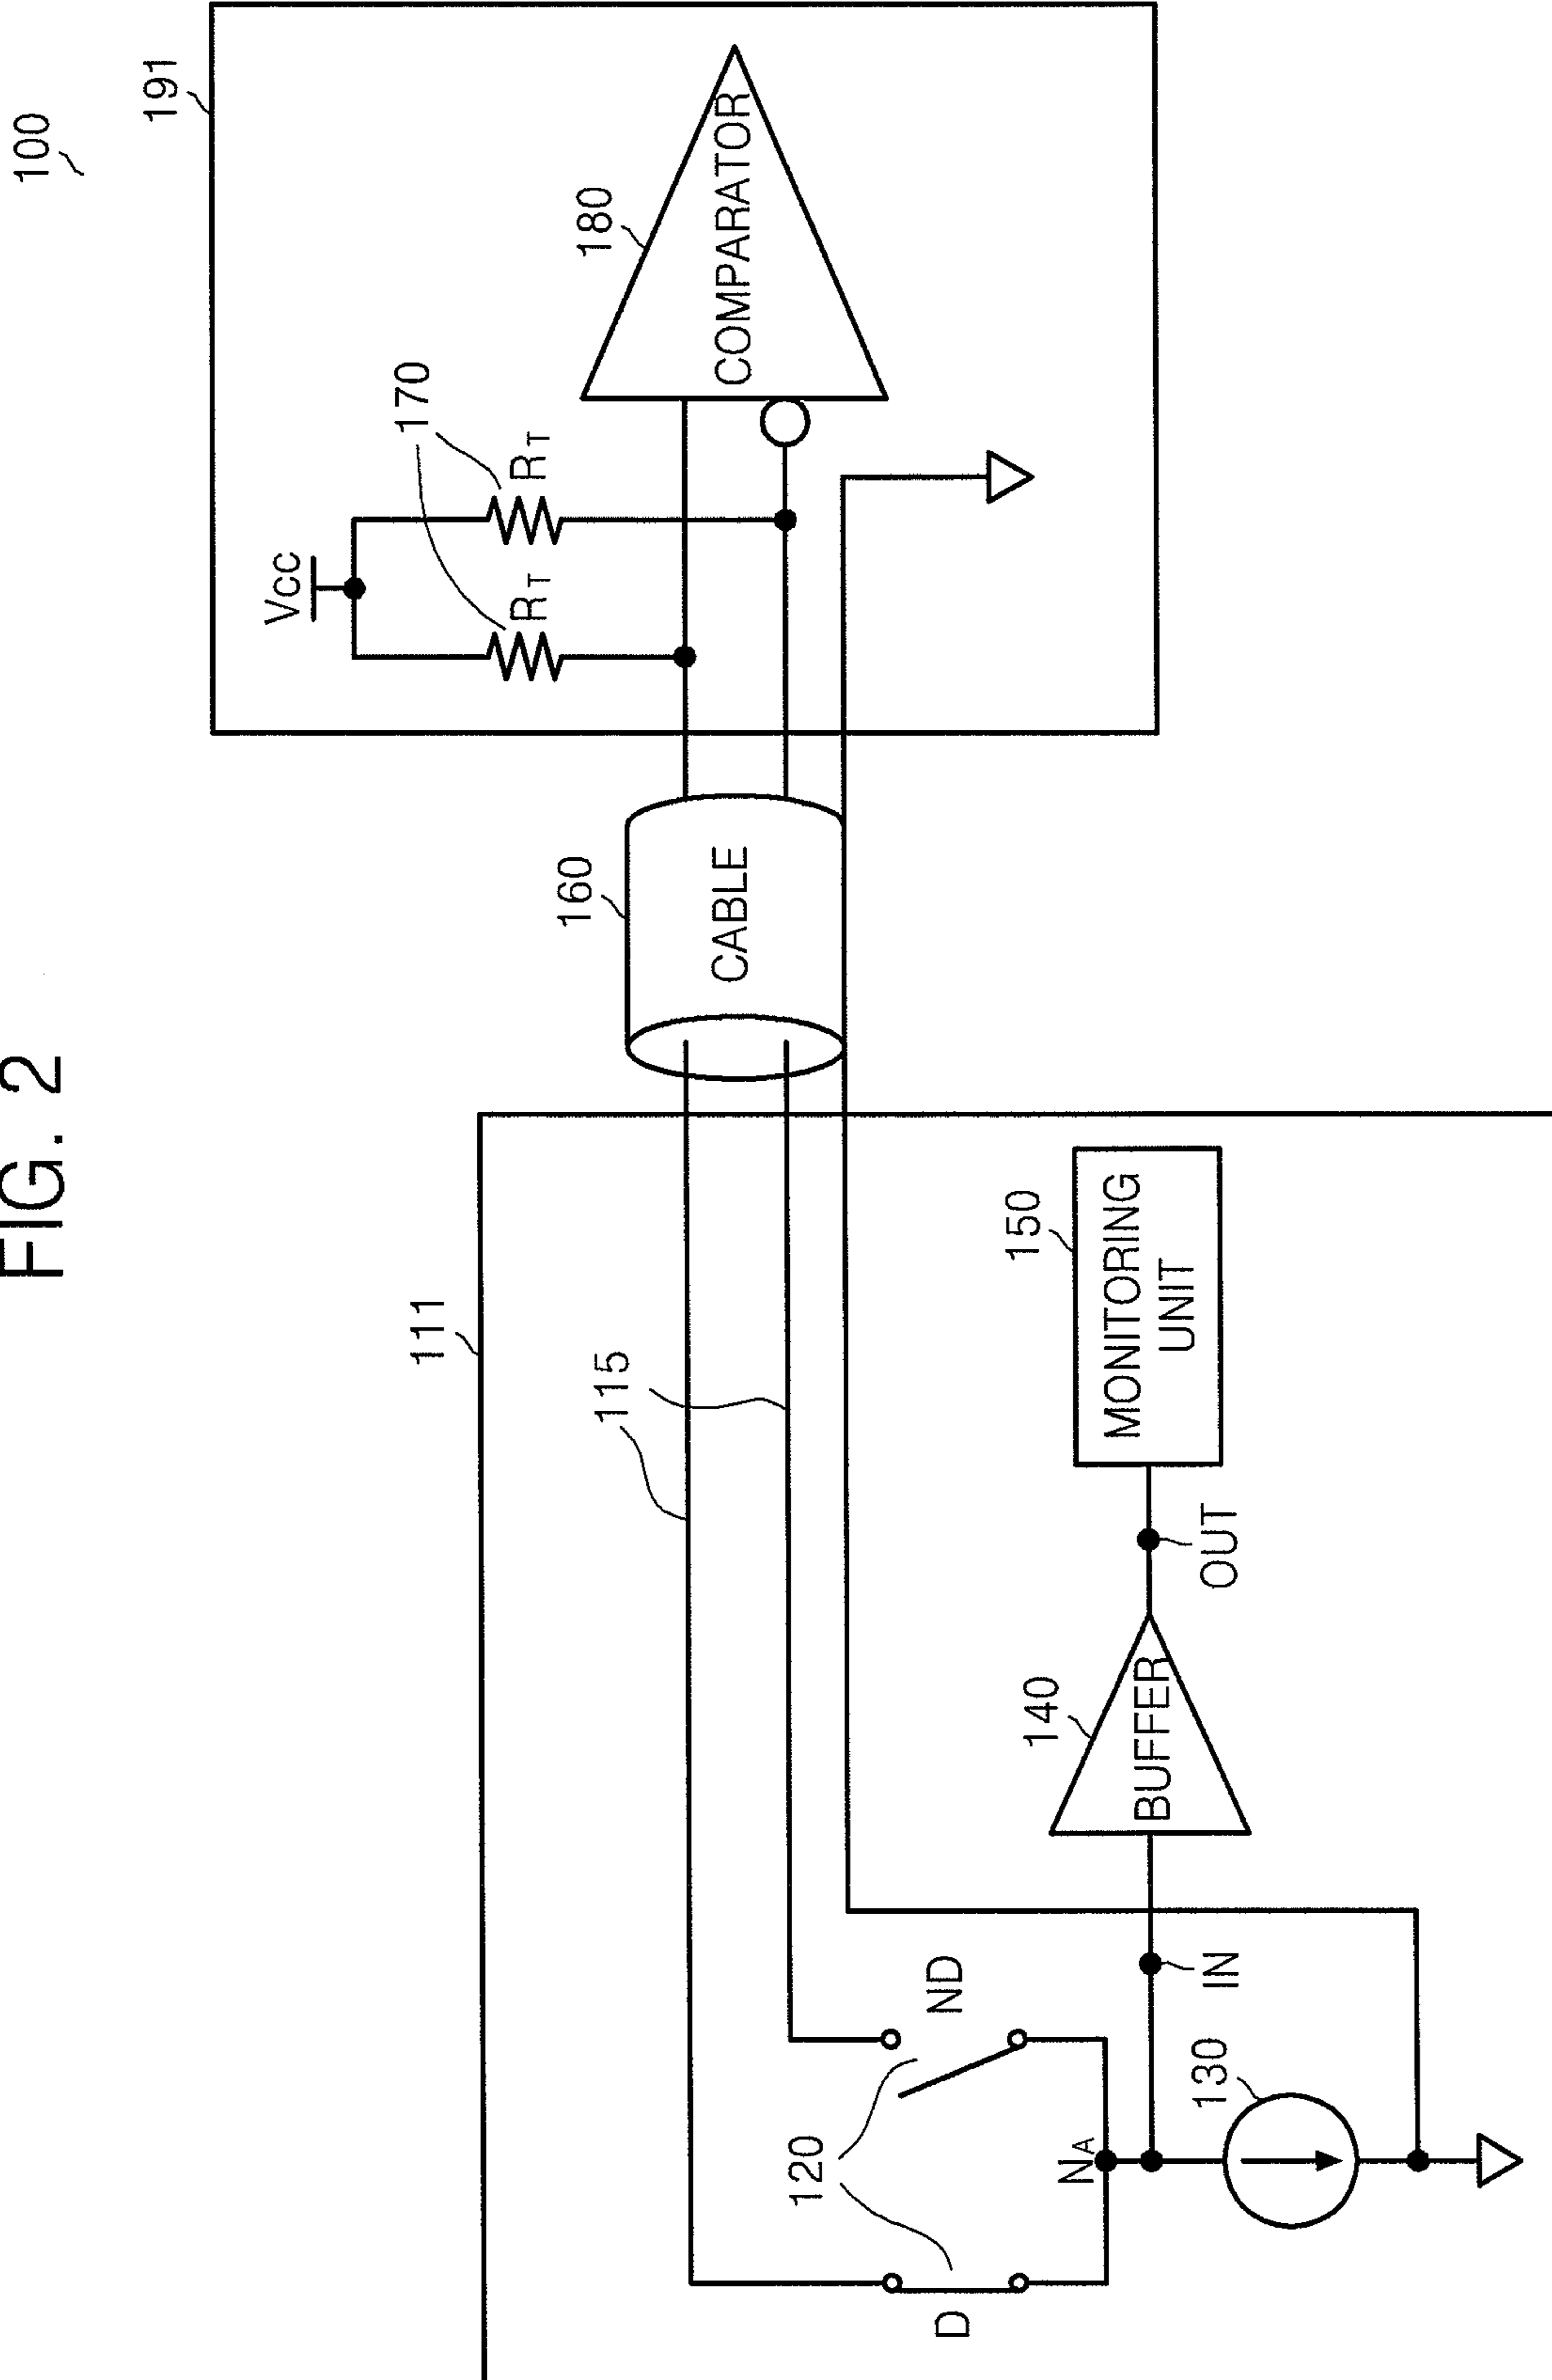 FIG. 2
100
191
111
115
160
CABLE
Vcc
170
RT
RT
180
COMPARATOR
120
D
ND
NA
130
IN
140
BUFFER
OUT
150
MONITORING
UNIT